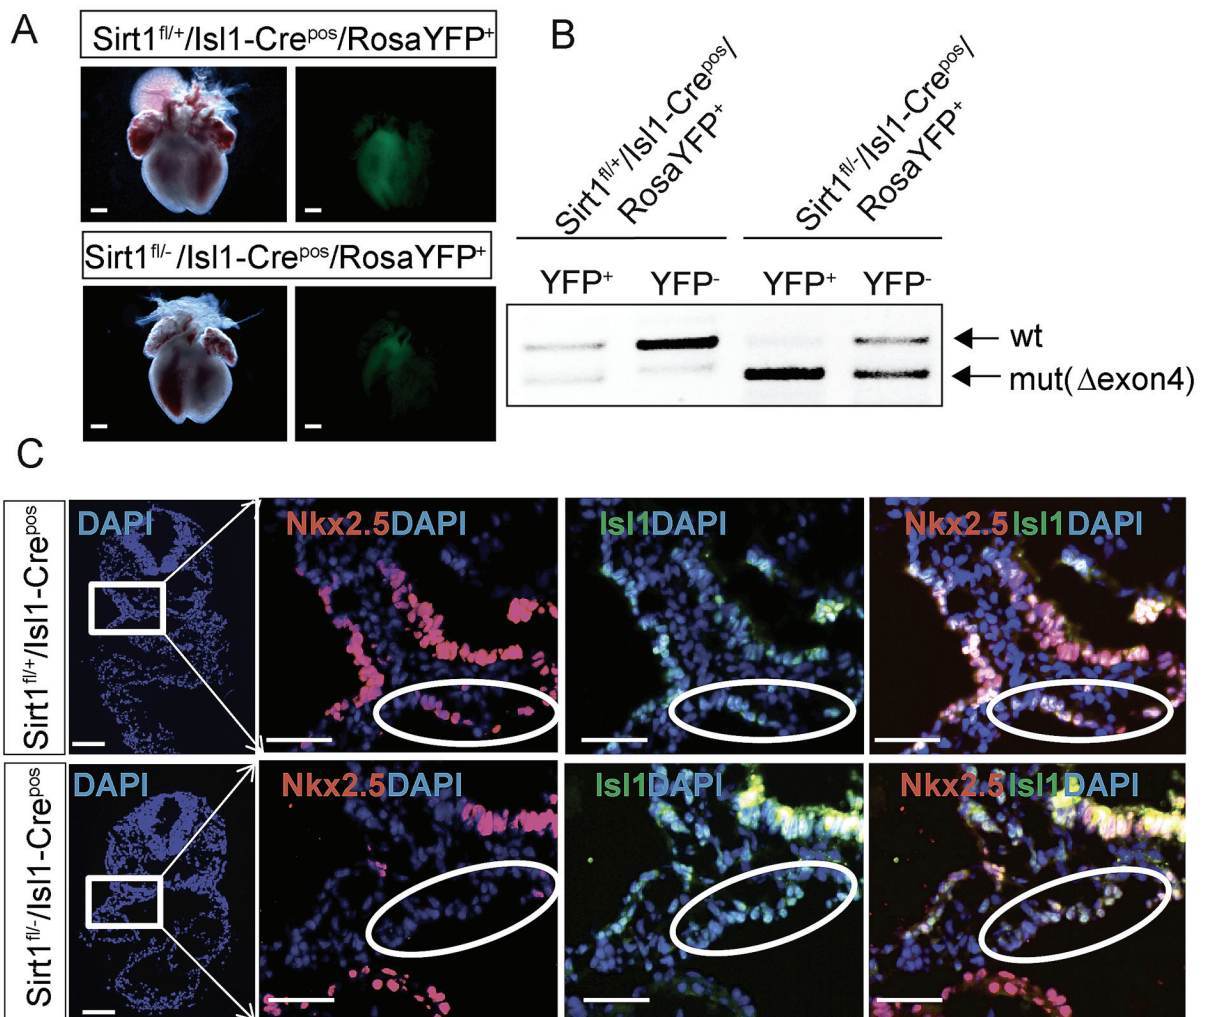 A
Sirt1fl/+/Isl1-Crepos/RosaYFP+
Sirt1fl/-/Isl1-Crepos/RosaYFP+
B
Sirt1fl/+/Isl1-Crepos/
RosaYFP+
Sirt1fl/-/Isl1-Crepos/
RosaYFP+
YFP+ YFP- YFP+ YFP-
wt
mut(Δexon4)
C
Sirt1fl/+/Isl1-Crepos
DAPI Nkx2.5DAPI Isl1DAPI Nkx2.5Isl1DAPI
Sirt1fl/-/Isl1-Crepos
DAPI Nkx2.5DAPI Isl1DAPI Nkx2.5Isl1DAPI